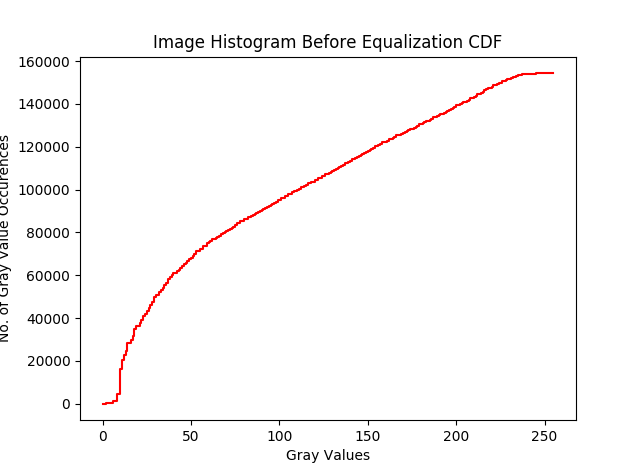 Image Histogram Before Equalization CDF
160000
140000
120000
100000
80000
60000
40000
20000
0
No. of Gray Value Occurences
0 50 100 150 200 250
Gray Values